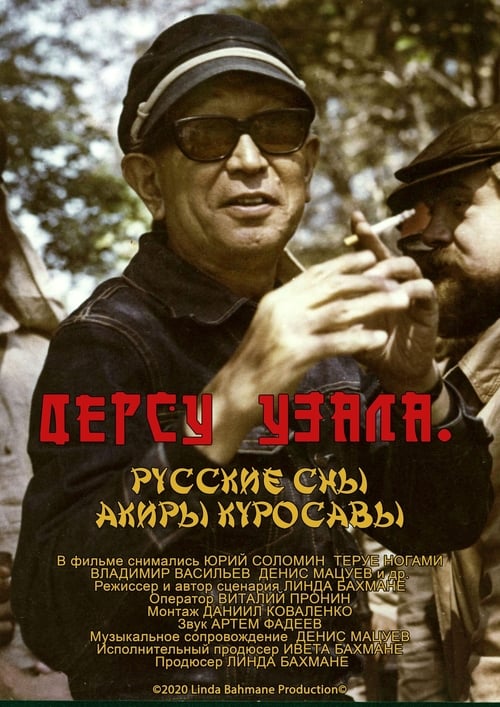 ДЕРСУ УЗАЛА.
РУССКИЕ СНЫ
АКИРЫ КУРОСАВЫ
В фильме снимались ЮРИЙ СОЛОМИН ТЕРУЕ НОГАМИ
ВЛАДИМИР ВАСИЛЬЕВ ДЕНИС МАЦУЕВ и др.
Режиссер и автор сценария ЛИНДА БАХМАНЕ
Оператор ВИТАЛИЙ ПРОНИН
Монтаж ДАНИИЛ КОВАЛЕНКО
Звук АРТЕМ ФАДЕЕВ
Музыкальное сопровождение ДЕНИС МАЦУЕВ
Исполнительный продюсер ИВЕТА БАХМАНЕ
Продюсер ЛИНДА БАХМАНЕ
©2020 Linda Bahmane Production©